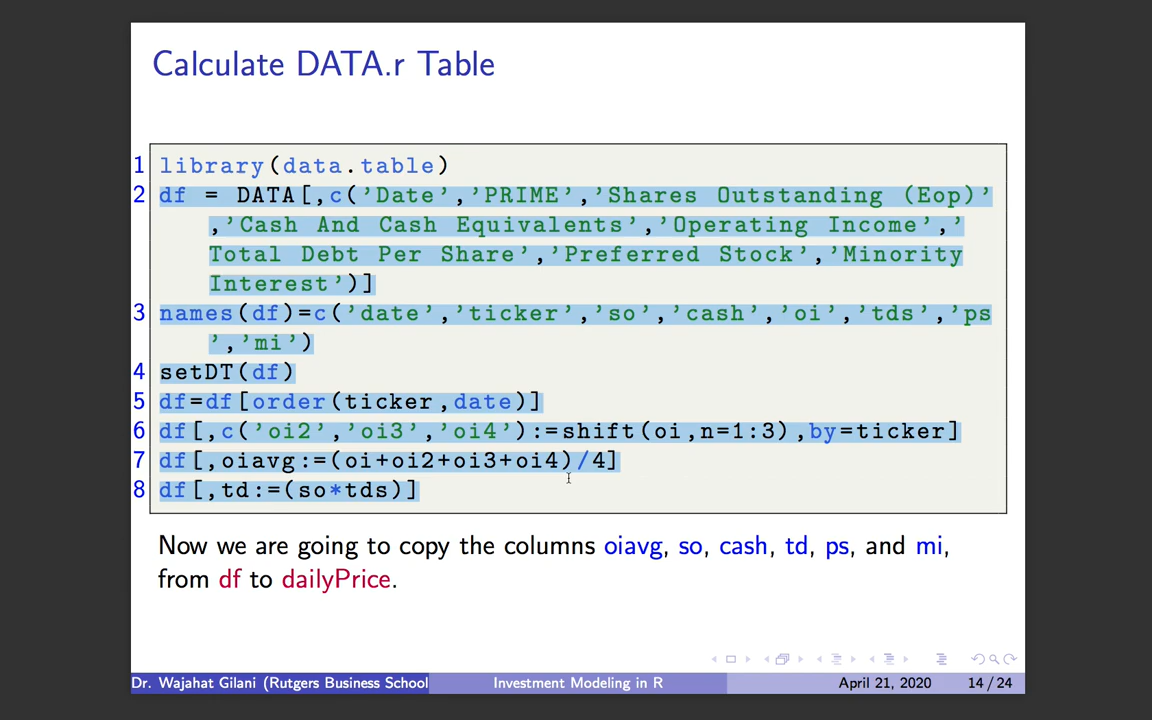 Calculate DATA.r Table
1 library(data.table)
2 df = DATA[,c('Date','PRIME','Shares Outstanding (Eop)'
,'Cash And Cash Equivalents','Operating Income','
Total Debt Per Share','Preferred Stock','Minority
Interest')]
3 names(df)=c('date','ticker','so','cash','oi','tds','ps
','mi')
4 setDT(df)
5 df=df[order(ticker,date)]
6 df[,c('oi2','oi3','oi4'):=shift(oi,n=1:3),by=ticker]
7 df[,oiavg:=(oi+oi2+oi3+oi4)/4]
8 df[,td:=(so*tds)]
Now we are going to copy the columns oiavg, so, cash, td, ps, and mi,
from df to dailyPrice.
Dr. Wajahat Gilani (Rutgers Business School Investment Modeling in R April 21, 2020 14 / 24